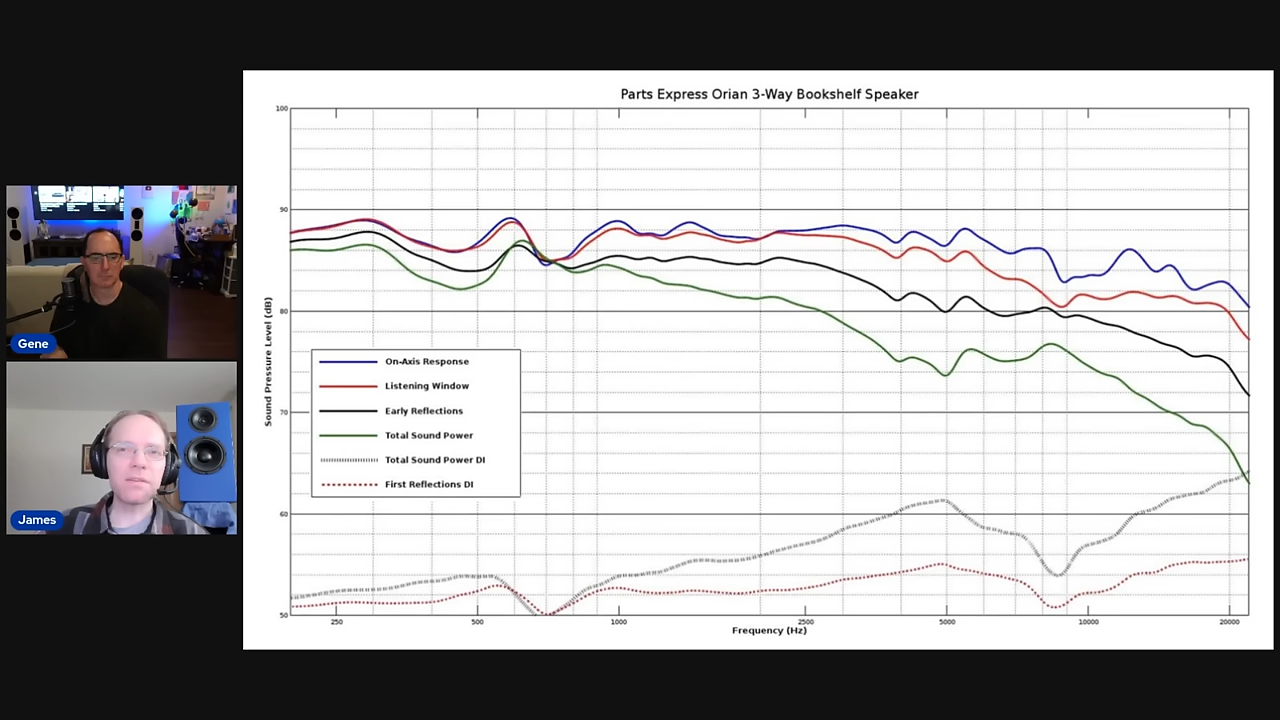 Parts Express Orian 3-Way Bookshelf Speaker
100
90
80
70
60
50
Sound Pressure Level (dB)
On-Axis Response
Listening Window
Early Reflections
Total Sound Power
Total Sound Power DI
First Reflections DI
250
500
1000
2500
5000
10000
20000
Frequency (Hz)
Gene
James